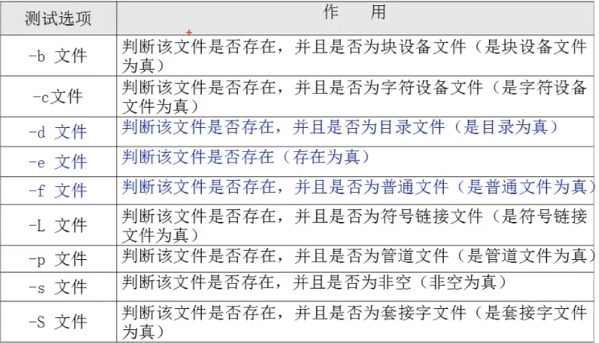 测试选项 作 用
-b 文件 判断该文件是否存在，并且是否为块设备文件（是块设备文件
为真）
-c文件 判断该文件是否存在，并且是否为字符设备文件（是字符设备
文件为真）
-d 文件 判断该文件是否存在，并且是否为目录文件（是目录为真）
-e 文件 判断该文件是否存在（存在为真）
-f 文件 判断该文件是否存在，并且是否为普通文件（是普通文件为真）
-L 文件 判断该文件是否存在，并且是否为符号链接文件（是符号链接
文件为真）
-p 文件 判断该文件是否存在，并且是否为管道文件（是管道文件为真）
-s 文件 判断该文件是否存在，并且是否为非空（非空为真）
-S 文件 判断该文件是否存在，并且是否为套接字文件（是套接字文件
为真）